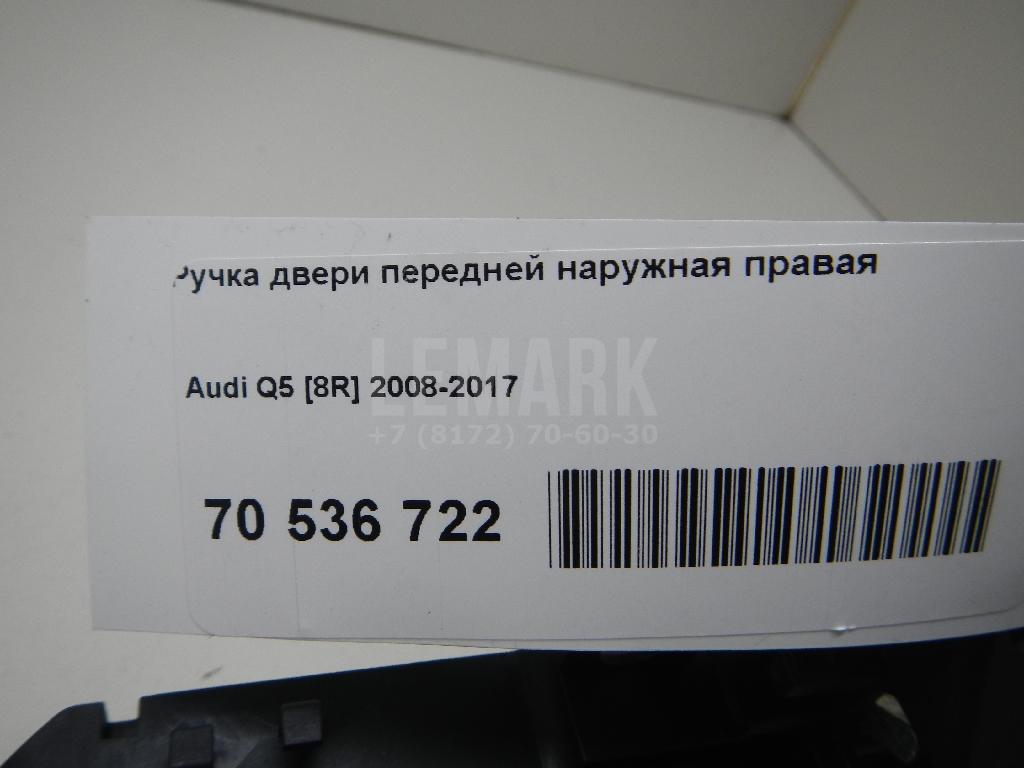 Ручка двери передней наружная правая
LEMARK
Audi Q5 [8R] 2008-2017
+7 (8172) 70-60-30
70 536 722